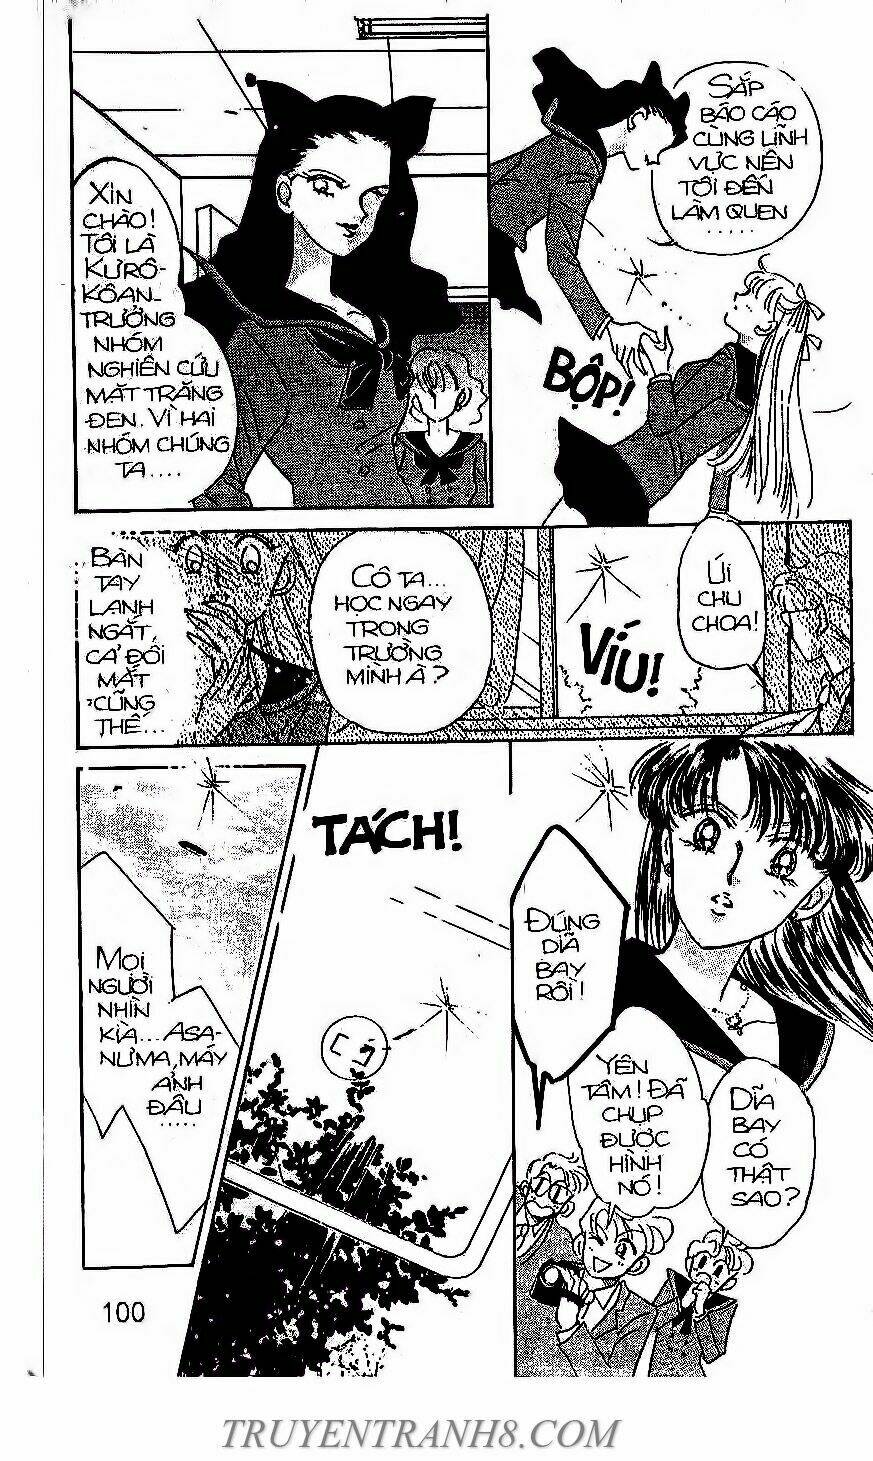 XIN
CHÀO!
TÔI LÀ
KƯRÔ-
KÔAN_
TRƯỞNG
NHÓM
NGHIÊN CỨU
MẶT TRĂNG
ĐEN. VÌ HAI
NHÓM CHÚNG
TA....
SẮP
BÁO CÁO
CÙNG LĨNH
VỰC NÊN
TÔI ĐẾN
LÀM QUEN
.....
BỘP!
BÀN
TAY
LẠNH
NGẮT,
CẢ ĐÔI
MẮT
CŨNG
THẾ...
CÔ TA...
HỌC NGAY
TRONG
TRƯỜNG
MÌNH À?
VÍU!
ÚI
CHU
CHOA!
MỌI
NGƯỜI
NHÌN
KÌA... ASA-
NƯMA, MÁY
ẢNH
ĐÂU
.....
TÁCH!
ĐÚNG
DĨA
BAY
RỒI!
YÊN
TÂM! ĐÃ
CHỤP
ĐƯỢC
HÌNH
NÓ!
DĨA
BAY
CÓ
THẬT
SAO?
100
TRUYENTRANH8.COM